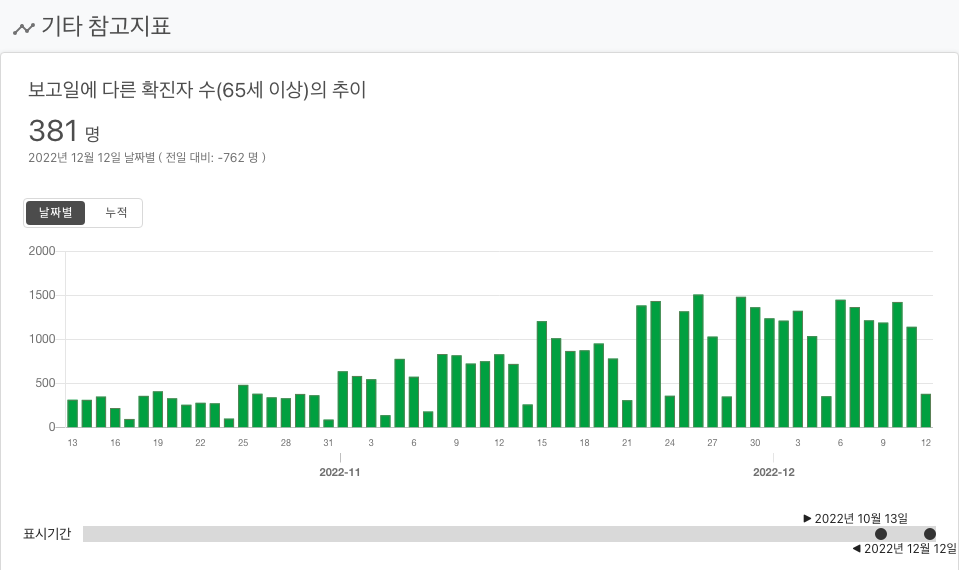 기타 참고지표
보고일에 다른 확진자 수(65세 이상)의 추이
381 명
2022년 12월 12일 날짜별 ( 전일 대비: -762 명 )
날짜별 누적
2000
1500
1000
500
0
13 16 19 22 25 28 31 3 6 9 12 15 18 21 24 27 30 3 6 9 12
2022-11 2022-12
▶ 2022년 10월 13일
표시기간
◀ 2022년 12월 12일